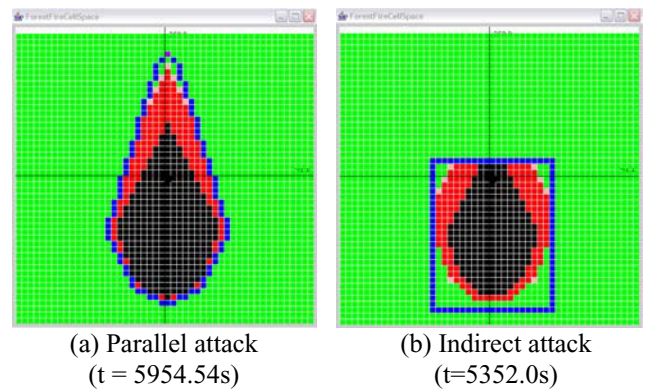 ForestFireCellSpace
ForestFireCellSpace
(a) Parallel attack
(t = 5954.54s)
(b) Indirect attack
(t=5352.0s)